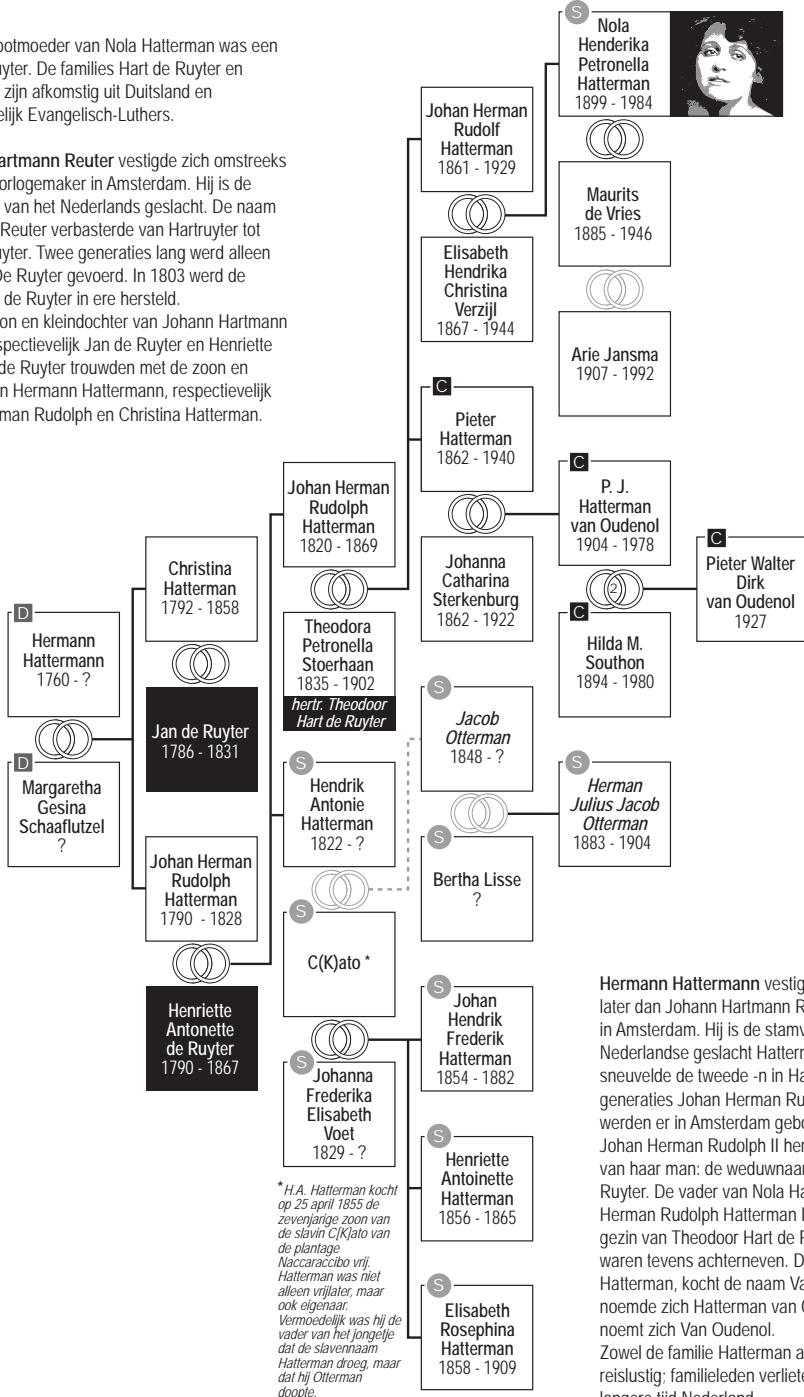 ootmoeder van Nola Hatterman was een
uyter. De families Hart de Ruyter en
zijn afkomstig uit Duitsland en
elijk Evangelisch-Luthers.
artmann Reuter vestigde zich omstreeks
orlogemaker in Amsterdam. Hij is de
van het Nederlands geslacht. De naam
Reuter verbasterde van Hartruyter tot
uyter. Twee generaties lang werd alleen
De Ruyter gevoerd. In 1803 werd de
de Ruyter in ere hersteld.
on en kleindochter van Johann Hartmann
spectievelijk Jan de Ruyter en Henriette
de Ruyter trouwden met de zoon en
n Hermann Hattermann, respectievelijk
man Rudolph en Christina Hatterman.
D
Hermann
Hattermann
1760 - ?
D
Margaretha
Gesina
Schaaflutzel
?
Christina
Hatterman
1792 - 1858
Jan de Ruyter
1786 - 1831
Johan Herman
Rudolph
Hatterman
1790 - 1828
Henriette
Antonette
de Ruyter
1790 - 1867
Johan Herman
Rudolph
Hatterman
1820 - 1869
Theodora
Petronella
Stoerhaan
1835 - 1902
hertr. Theodoor
Hart de Ruyter
S
Hendrik
Antonie
Hatterman
1822 - ?
S
C(K)ato *
S
Johanna
Frederika
Elisabeth
Voet
1829 - ?
*H.A. Hatterman kocht
op 25 april 1855 de
zevenjarige zoon van
de slavin C[K]ato van
de plantage
Naccaraccibo vrij.
Hatterman was niet
alleen vrijlater, maar
ook eigenaar.
Vermoedelijk was hij de
vader van het jongetje
dat de slavennaam
Hatterman droeg, maar
dat hij Otterman
doopte.
Johan Herman
Rudolf
Hatterman
1861 - 1929
Elisabeth
Hendrika
Christina
Verzijl
1867 - 1944
C
Pieter
Hatterman
1862 - 1940
Johanna
Catharina
Sterkenburg
1862 - 1922
S
Jacob
Otterman
1848 - ?
S
Bertha Lisse
?
S
Johan
Hendrik
Frederik
Hatterman
1854 - 1882
S
Henriette
Antoinette
Hatterman
1856 - 1865
S
Elisabeth
Rosephina
Hatterman
1858 - 1909
S
Nola
Henderika
Petronella
Hatterman
1899 - 1984
Maurits
de Vries
1885 - 1946
Arie Jansma
1907 - 1992
C
P. J.
Hatterman
van Oudenol
1904 - 1978
2
C
Hilda M.
Southon
1894 - 1980
S
Herman
Julius Jacob
Otterman
1883 - 1904
C
Pieter Walter
Dirk
van Oudenol
1927
Hermann Hattermann vestig
later dan Johann Hartmann R
in Amsterdam. Hij is de stamv
Nederlandse geslacht Hatterm
sneuvelde de tweede -n in Ha
generaties Johan Herman Ru
werden er in Amsterdam gebo
Johan Herman Rudolph II her
van haar man: de weduwnaar
Ruyter. De vader van Nola Ha
Herman Rudolph Hatterman I
gezin van Theodoor Hart de R
waren tevens achterneven. D
Hatterman, kocht de naam Va
noemde zich Hatterman van O
noemt zich Van Oudenol.
Zowel de familie Hatterman a
reislustig; familieleden verliete
langere tijd Nederland.